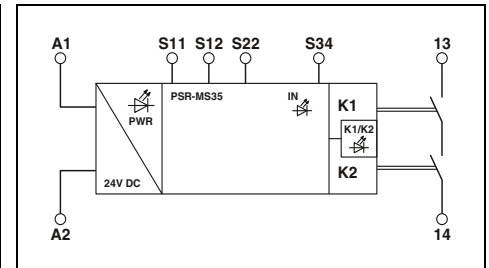 A1 S11 S12 S22 S34 13
PSR-MS35 IN K1
PWR K1/K2
K2
24V DC
A2 14